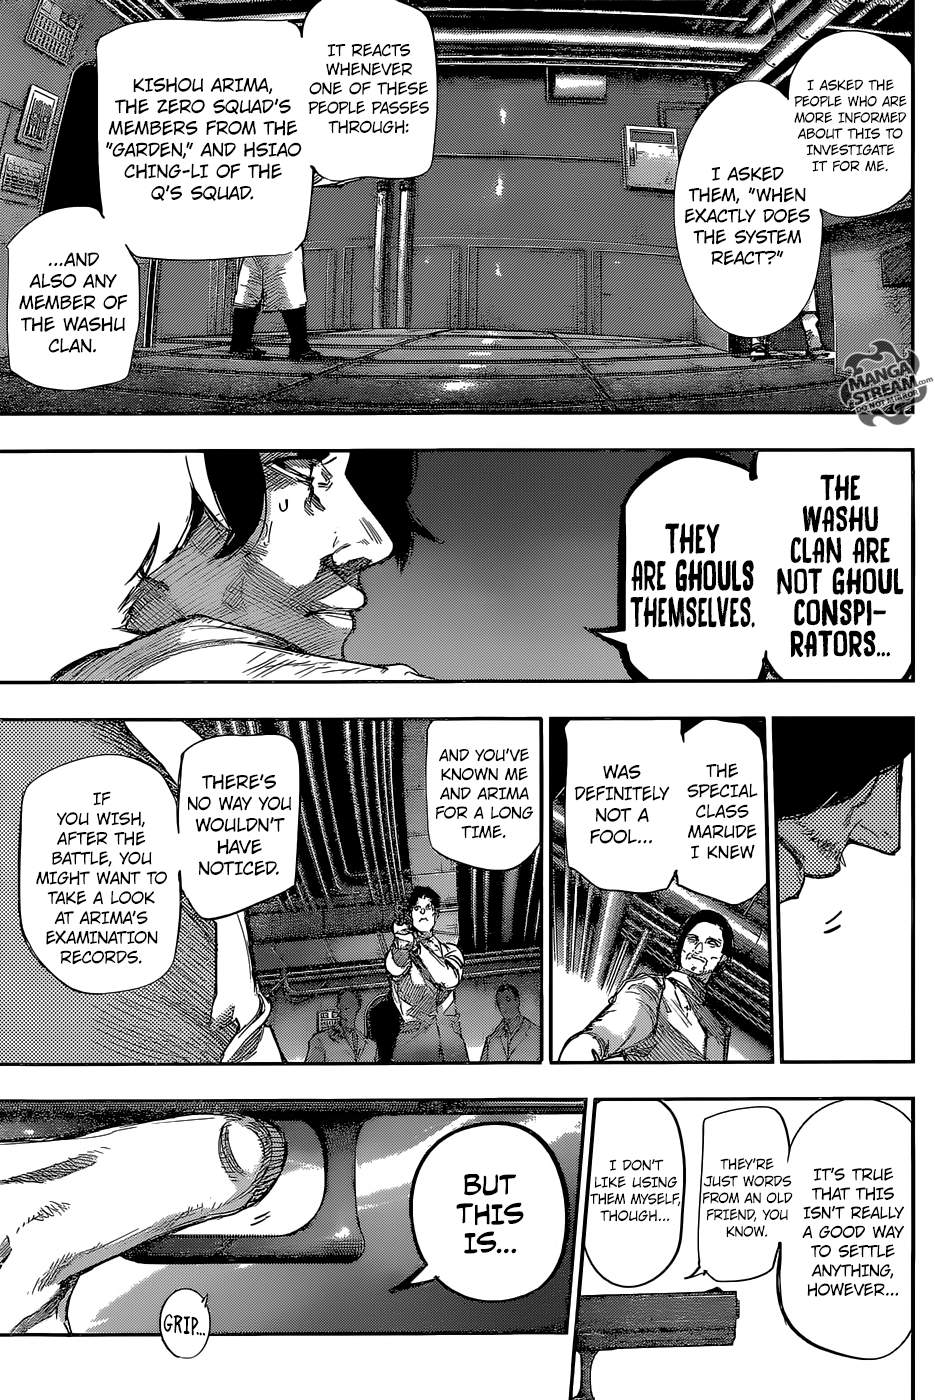 I ASKED THE
PEOPLE WHO ARE
MORE INFORMED
ABOUT THIS TO
INVESTIGATE
IT FOR ME.
I ASKED
THEM, "WHEN
EXACTLY DOES
THE SYSTEM
REACT?"
IT REACTS
WHENEVER
ONE OF THESE
PEOPLE PASSES
THROUGH:
KISHOU ARIMA,
THE ZERO SQUAD'S
MEMBERS FROM THE
"GARDEN," AND HSIAO
CHING-LI OF THE
Q'S SQUAD.
...AND
ALSO ANY
MEMBER OF
THE WASHU
CLAN.
MANGA
STREAM.com
DO NOT MIRROR
THE
WASHU
CLAN ARE
NOT GHOUL
CONSPI-
RATORS...
THEY
ARE GHOULS
THEMSELVES.
THE
SPECIAL
CLASS
MARUDE I
KNEW
WAS
DEFINITELY
NOT A
FOOL...
AND YOU'VE
KNOWN ME
AND ARIMA
FOR A LONG
TIME.
THERE'S
NO WAY YOU
WOULDN'T
HAVE
NOTICED.
IF
YOU WISH,
AFTER THE
BATTLE, YOU
MIGHT WANT TO
TAKE A LOOK
AT ARIMA'S
EXAMINATION
RECORDS.
IT'S TRUE
THAT THIS
ISN'T REALLY
A GOOD WAY
TO SETTLE
ANYTHING,
HOWEVER...
THEY'RE
JUST WORDS
FROM AN OLD
FRIEND, YOU
KNOW.
I DON'T
LIKE USING
THEM MYSELF,
THOUGH...
BUT
THIS
IS...
GRIP...